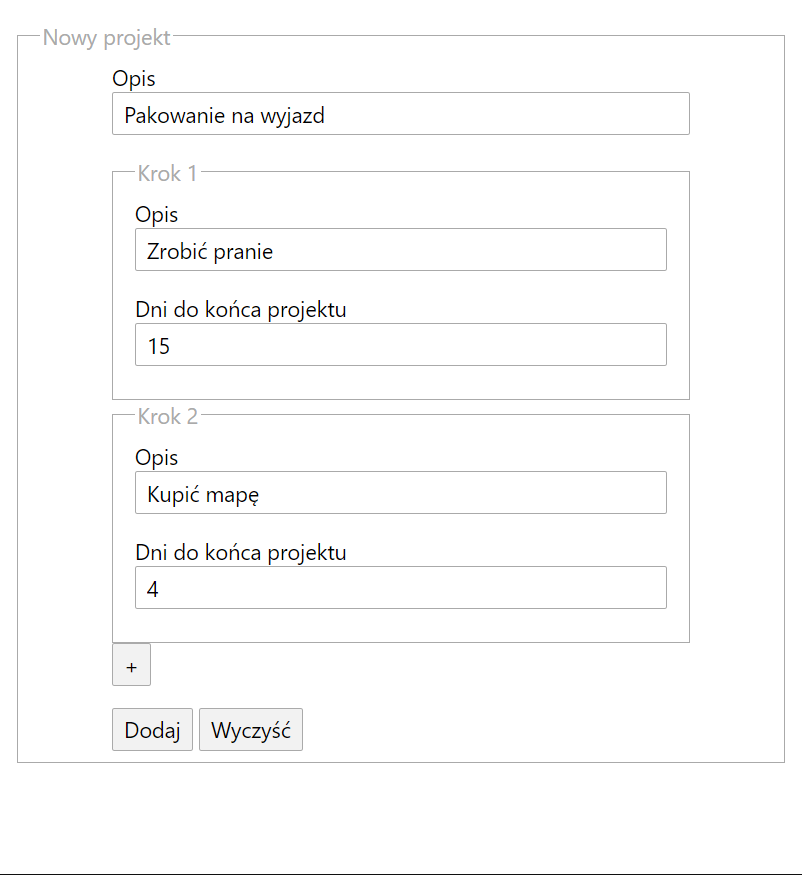 Nowy projekt
Opis
Pakowanie na wyjazd
Krok 1
Opis
Zrobić pranie
Dni do końca projektu
15
Krok 2
Opis
Kupić mapę
Dni do końca projektu
4
+
Dodaj Wyczyść